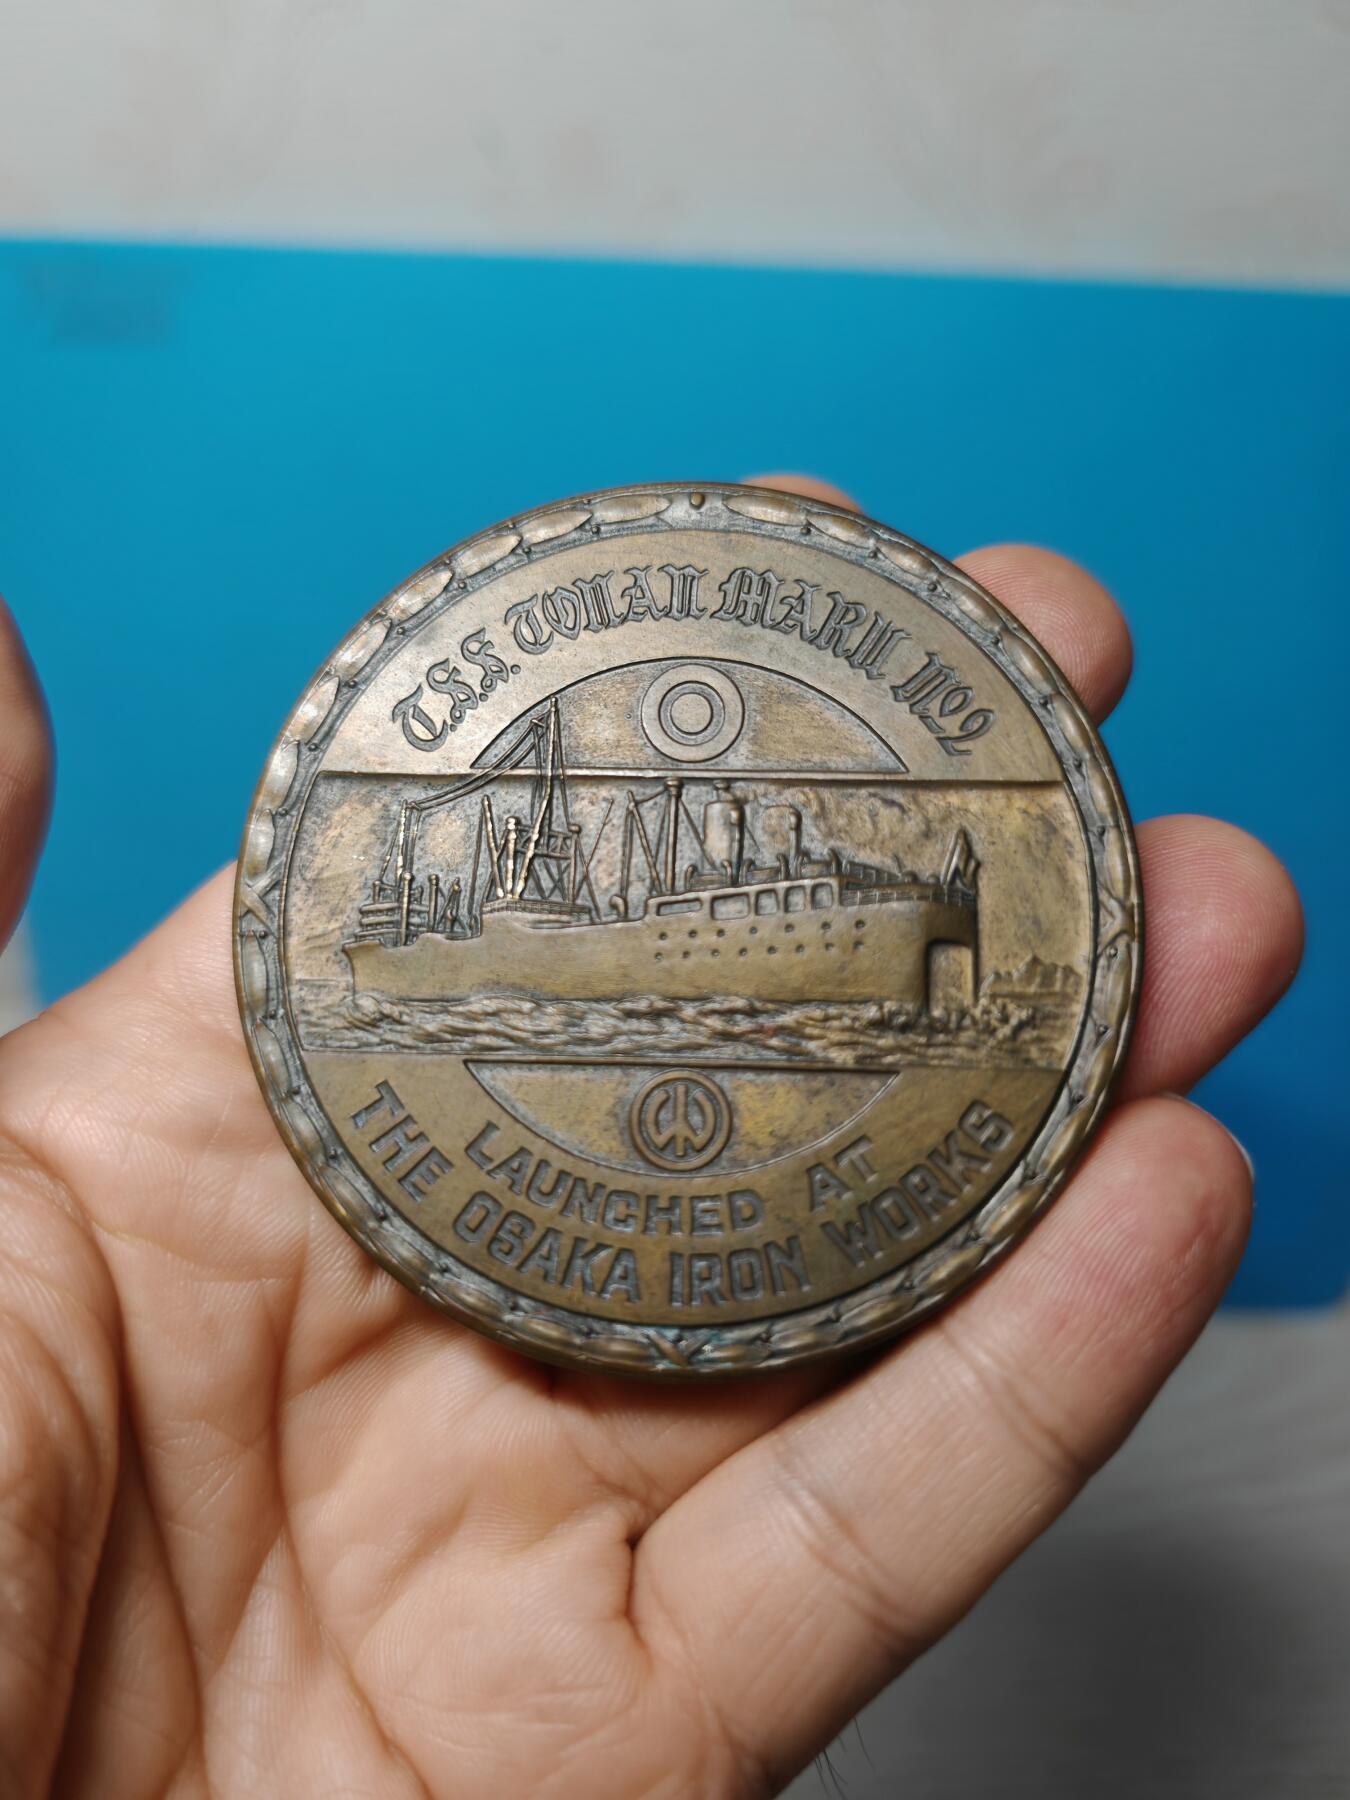 T.S.S. TONAN MARU No2
LAUNCHED AT
THE OSAKA IRON WORKS